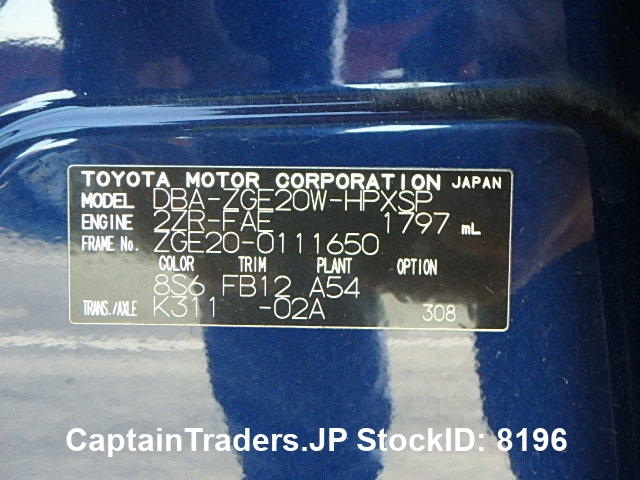 TOYOTA MOTOR CORPORATION JAPAN
MODEL DBA-ZGE20W-HPXSP
ENGINE 2ZR-FAE 1797 mL
FRAME No. ZGE20-0111650
COLOR TRIM PLANT OPTION
8S6 FB12 A54
TRANS./AXLE K311 -02A 308
CaptainTraders.JP StockID: 8196